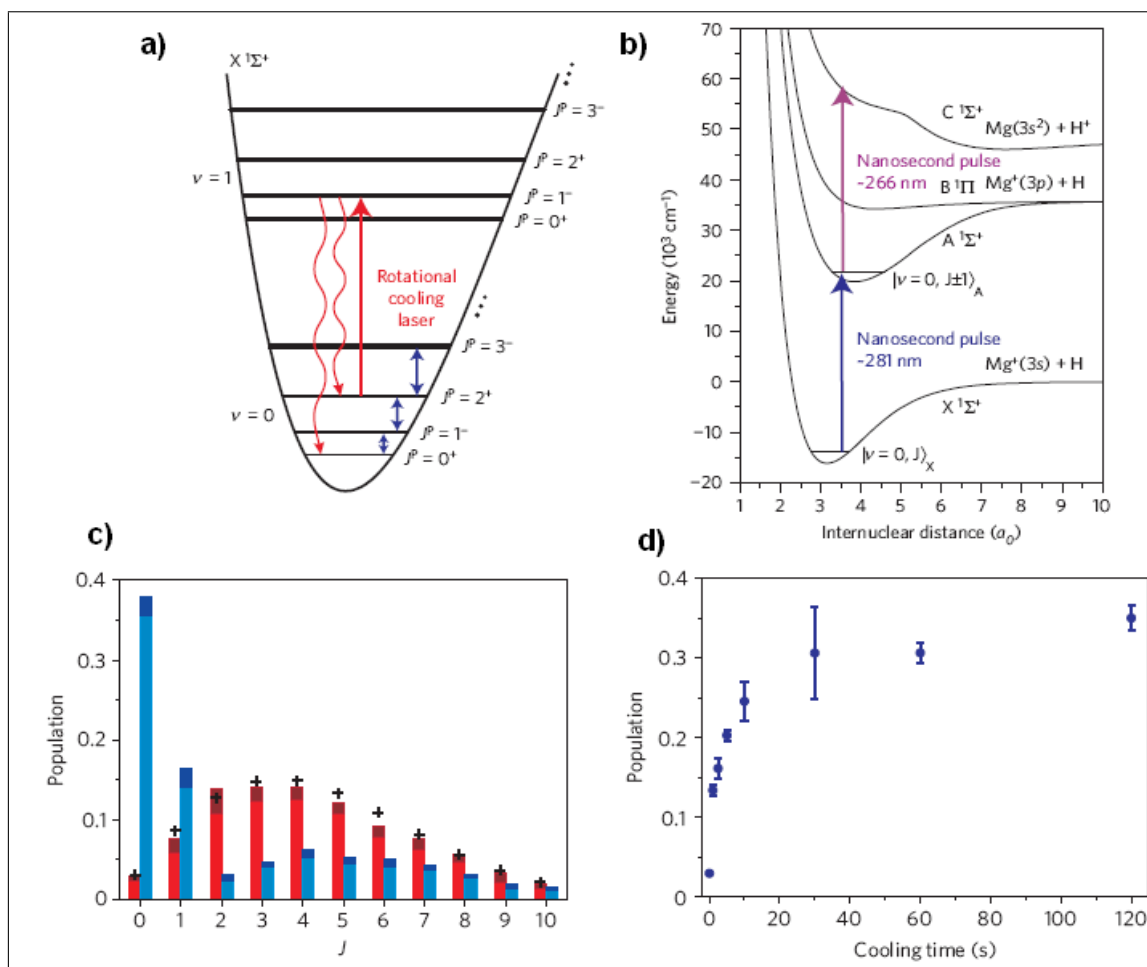 a)
X ¹Σ⁺
Jᴾ = 3⁻
Jᴾ = 2⁺
ν = 1
Jᴾ = 1⁻
Jᴾ = 0⁺
Rotational
cooling
laser
Jᴾ = 3⁻
Jᴾ = 2⁺
ν = 0
Jᴾ = 1⁻
Jᴾ = 0⁺
b)
70
60
50
40
30
20
10
0
−10
−20
Energy (10³ cm⁻¹)
C ¹Σ⁺
Mg(3s²) + H⁺
Nanosecond pulse
~266 nm
B ¹Π
Mg⁺(3p) + H
A ¹Σ⁺
|ν = 0, J±1⟩A
Nanosecond pulse
~281 nm
Mg⁺(3s) + H
X ¹Σ⁺
|ν = 0, J⟩X
1 2 3 4 5 6 7 8 9 10
Internuclear distance (a₀)
c)
0.4
0.3
0.2
0.1
0
Population
0 1 2 3 4 5 6 7 8 9 10
J
d)
0.4
0.3
0.2
0.1
0
Population
0 20 40 60 80 100 120
Cooling time (s)